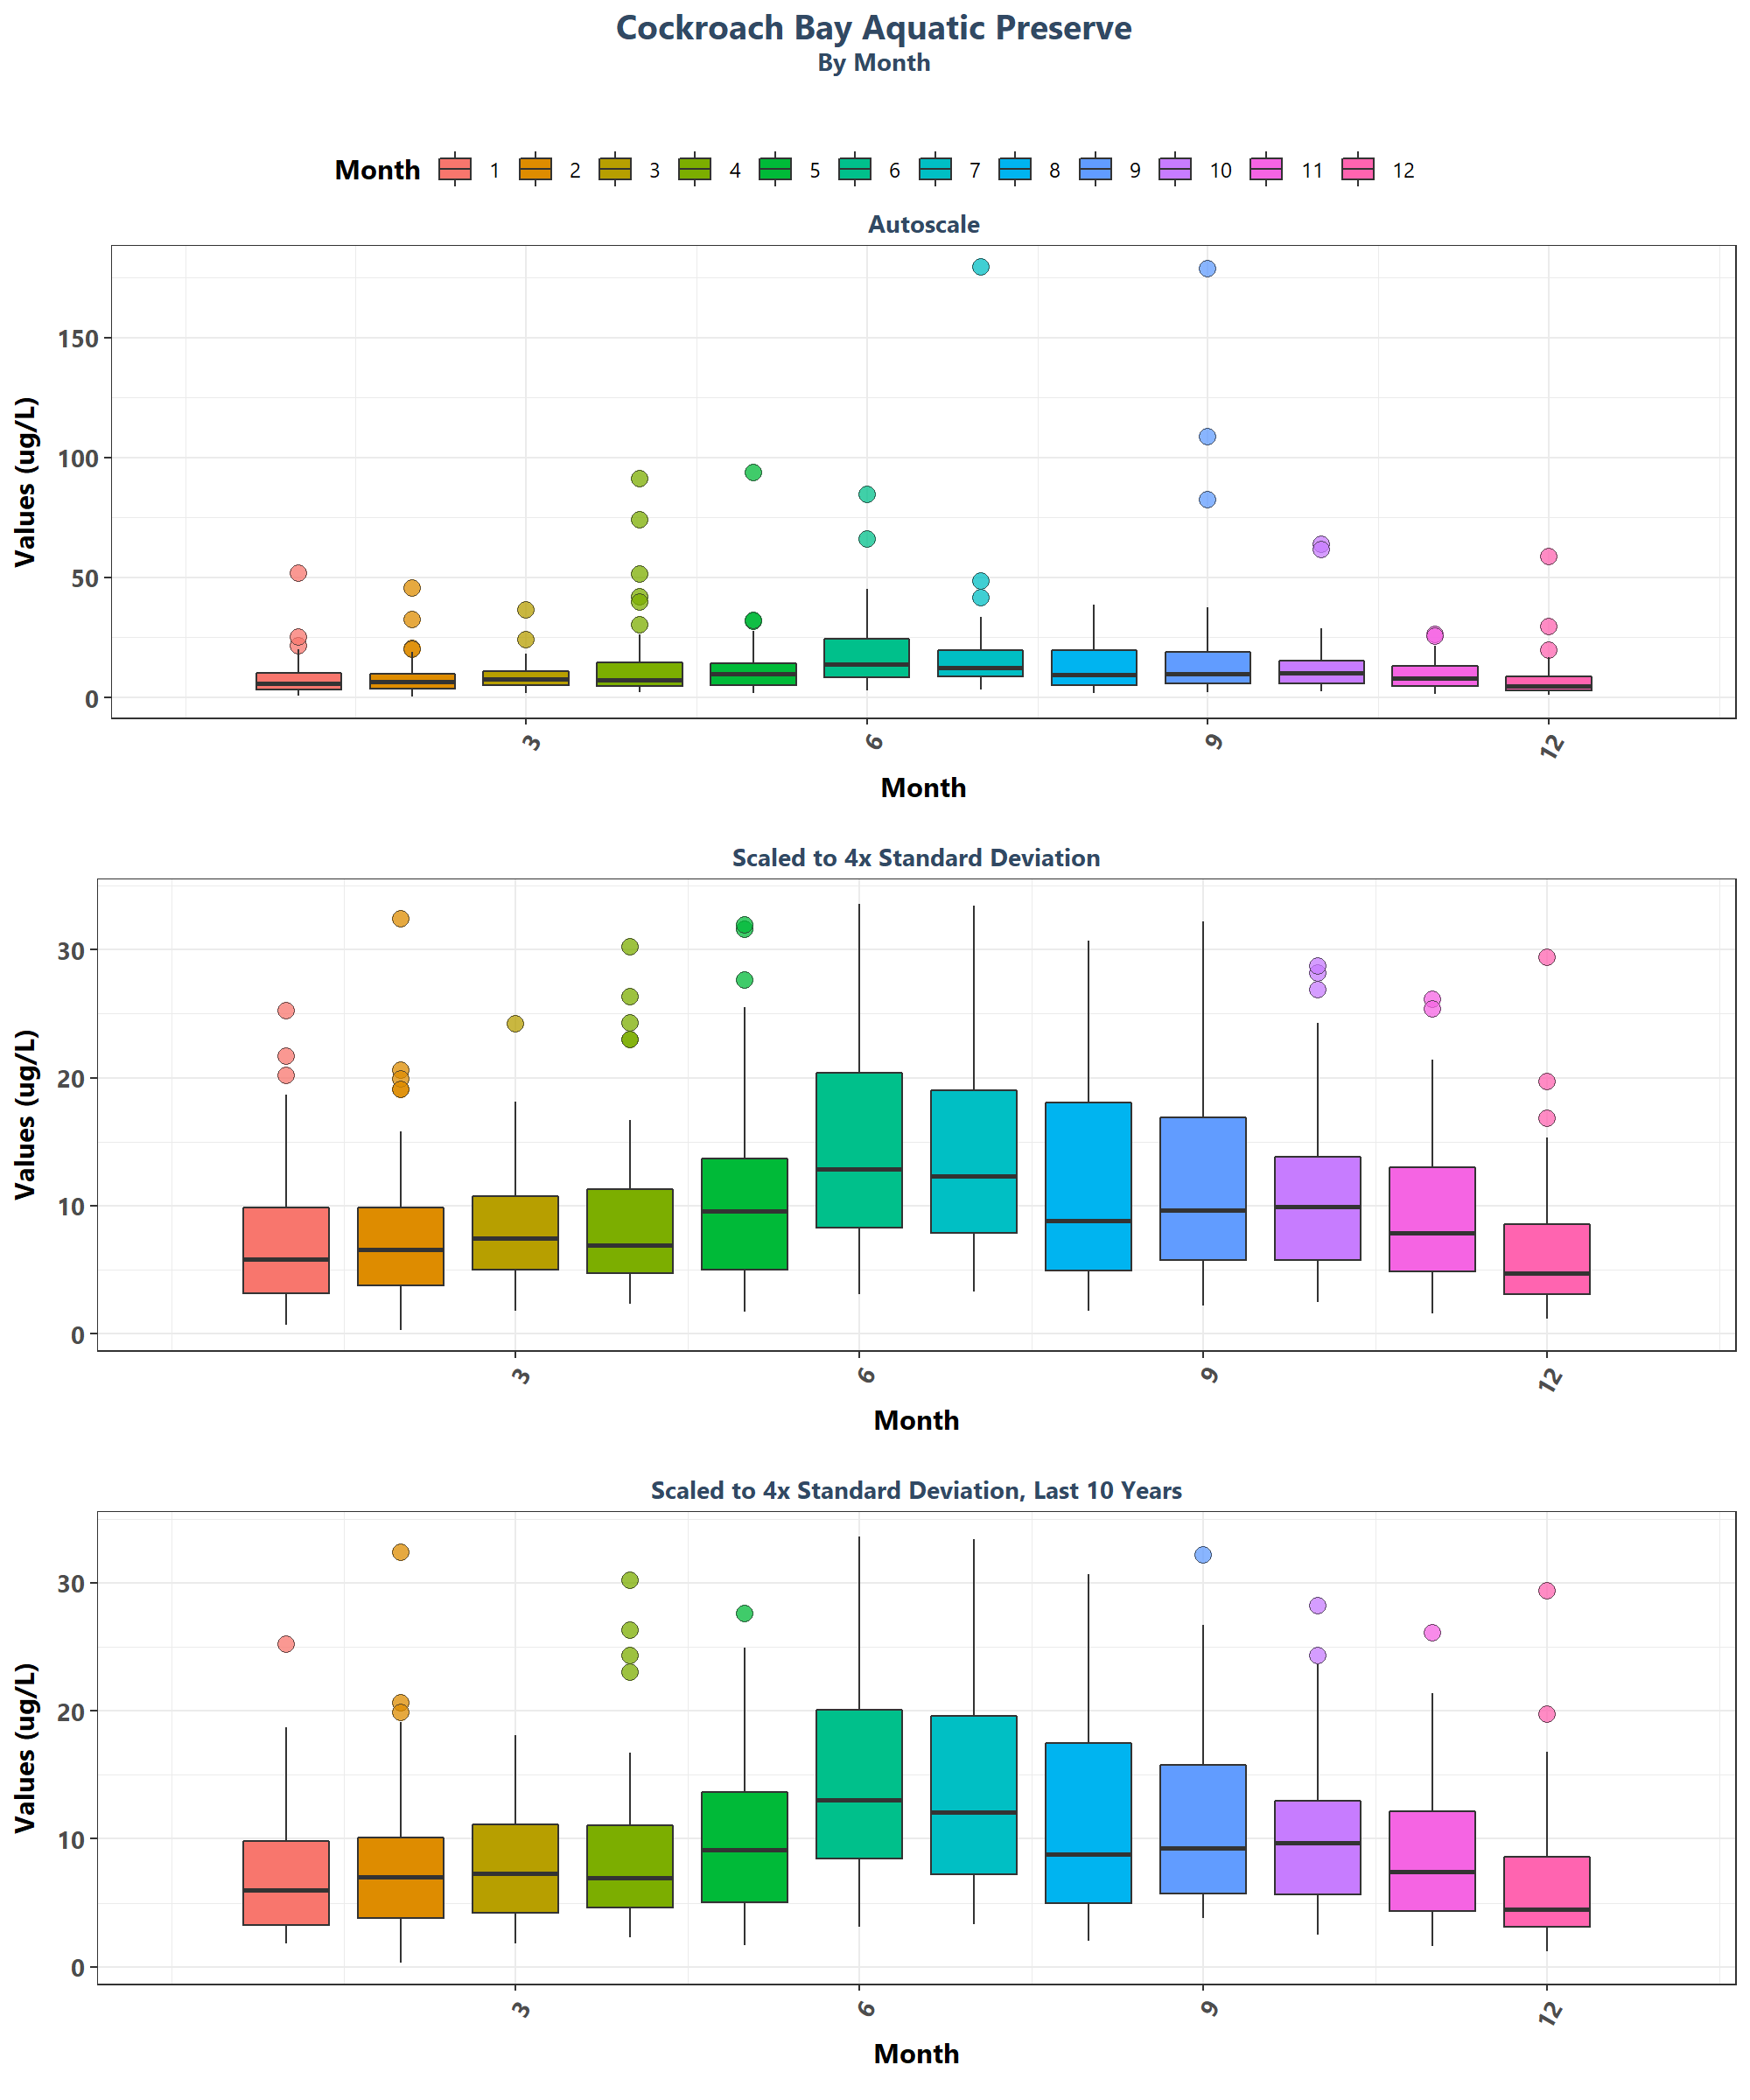 Cockroach Bay Aquatic Preserve
By Month
Month 1 2 3 4 5 6 7 8 9 10 11 12
Autoscale
Values (ug/L)
150
100
50
0
3 6 9 12
Month
Scaled to 4x Standard Deviation
Values (ug/L)
30
20
10
0
3 6 9 12
Month
Scaled to 4x Standard Deviation, Last 10 Years
Values (ug/L)
30
20
10
0
3 6 9 12
Month